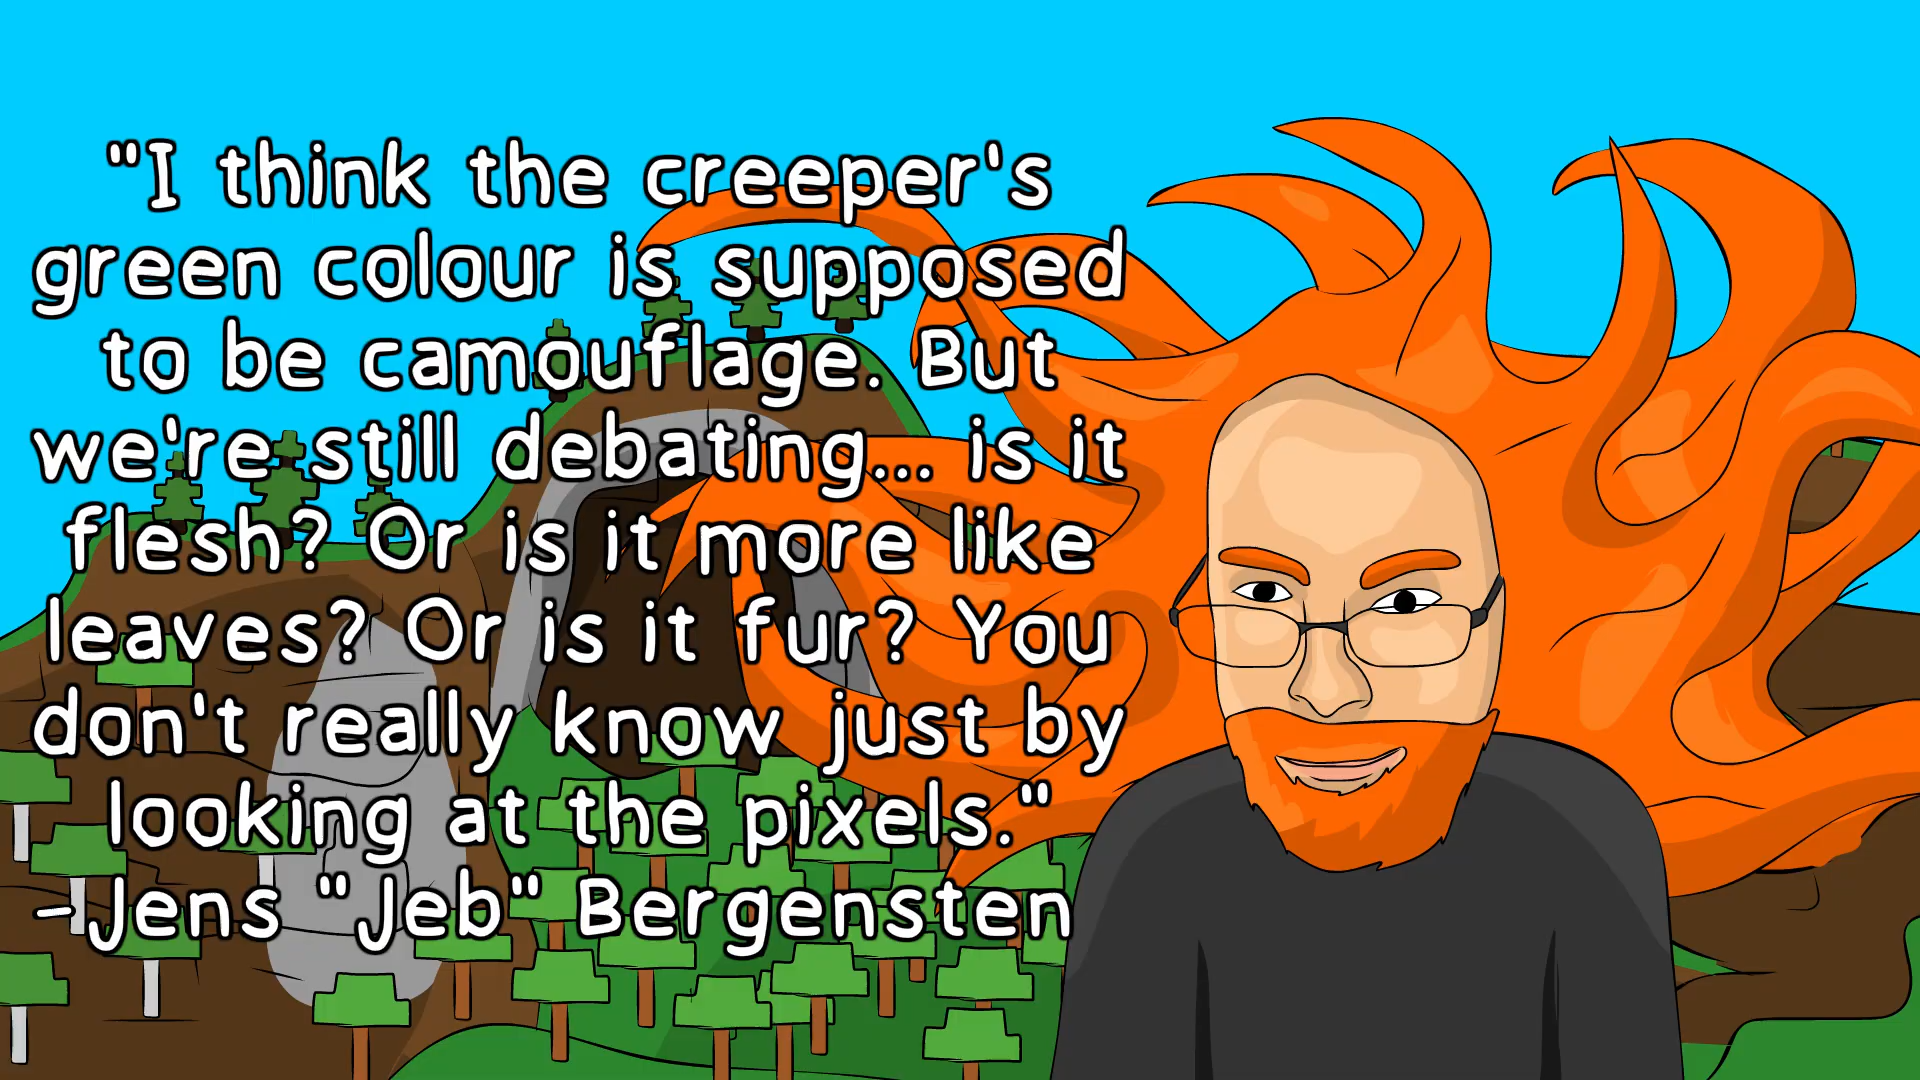 "I think the creeper's
green colour is supposed
to be camouflage. But
we're still debating... is it
flesh? Or is it more like
leaves? Or is it fur? You
don't really know just by
looking at the pixels."
-Jens "Jeb" Bergensten